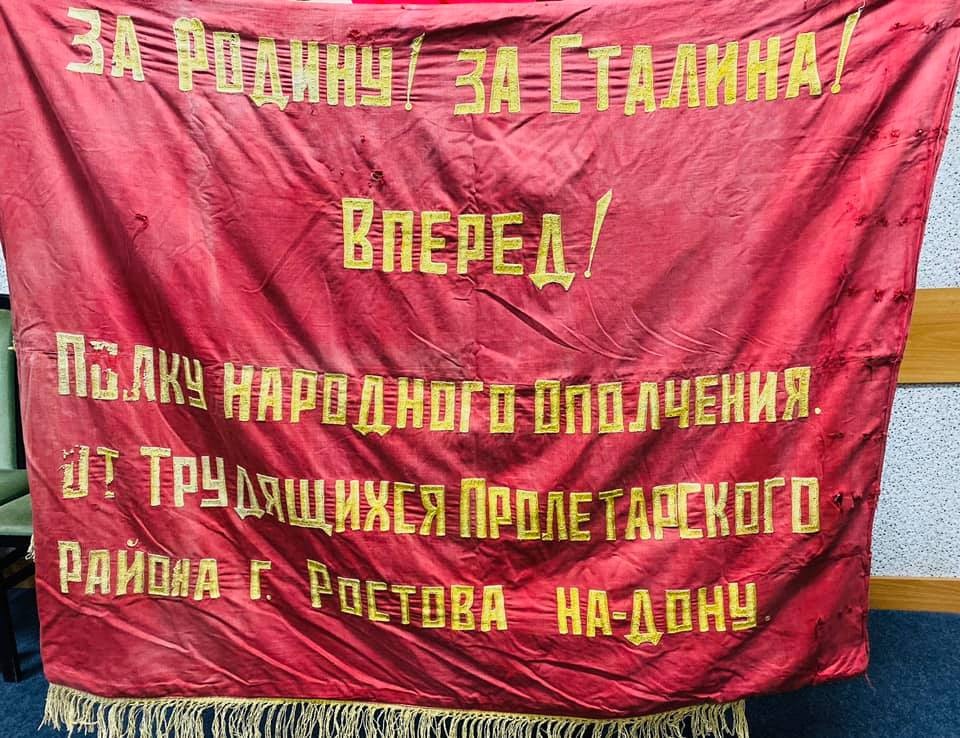 За Родину! За Сталина!
Вперед!
Полку народного ополчения.
от Трудящихся Пролетарского
Района г. Ростова на-Дону.